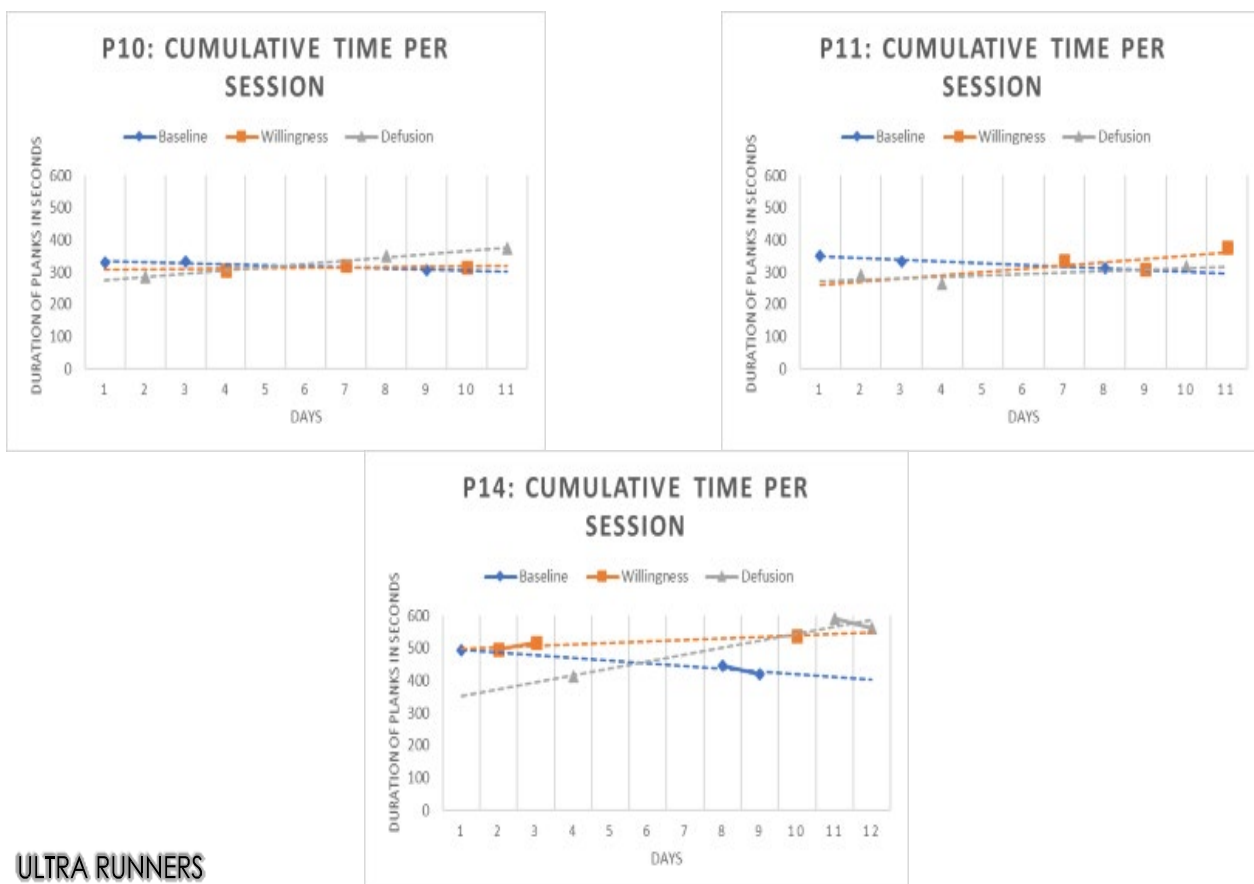 P10: CUMULATIVE TIME PER
SESSION
Baseline Willingness Defusion
DURATION OF PLANKS IN SECONDS
600
500
400
300
200
100
0
1 2 3 4 5 6 7 8 9 10 11
DAYS
P11: CUMULATIVE TIME PER
SESSION
Baseline Willingness Defusion
DURATION OF PLANKS IN SECONDS
600
500
400
300
200
100
0
1 2 3 4 5 6 7 8 9 10 11
DAYS
P14: CUMULATIVE TIME PER
SESSION
Baseline Willingness Defusion
DURATION OF PLANKS IN SECONDS
600
500
400
300
200
100
0
1 2 3 4 5 6 7 8 9 10 11 12
DAYS
ULTRA RUNNERS